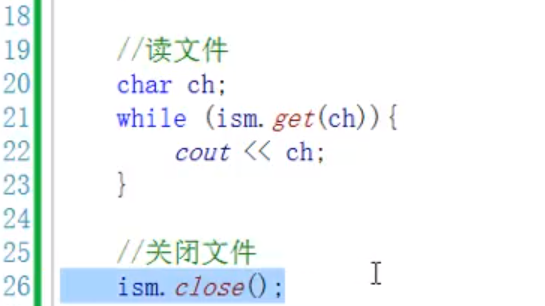 18
19 //读文件
20 char ch;
21 while (ism.get(ch)){
22 cout << ch;
23 }
24
25 //关闭文件
26 ism.close();